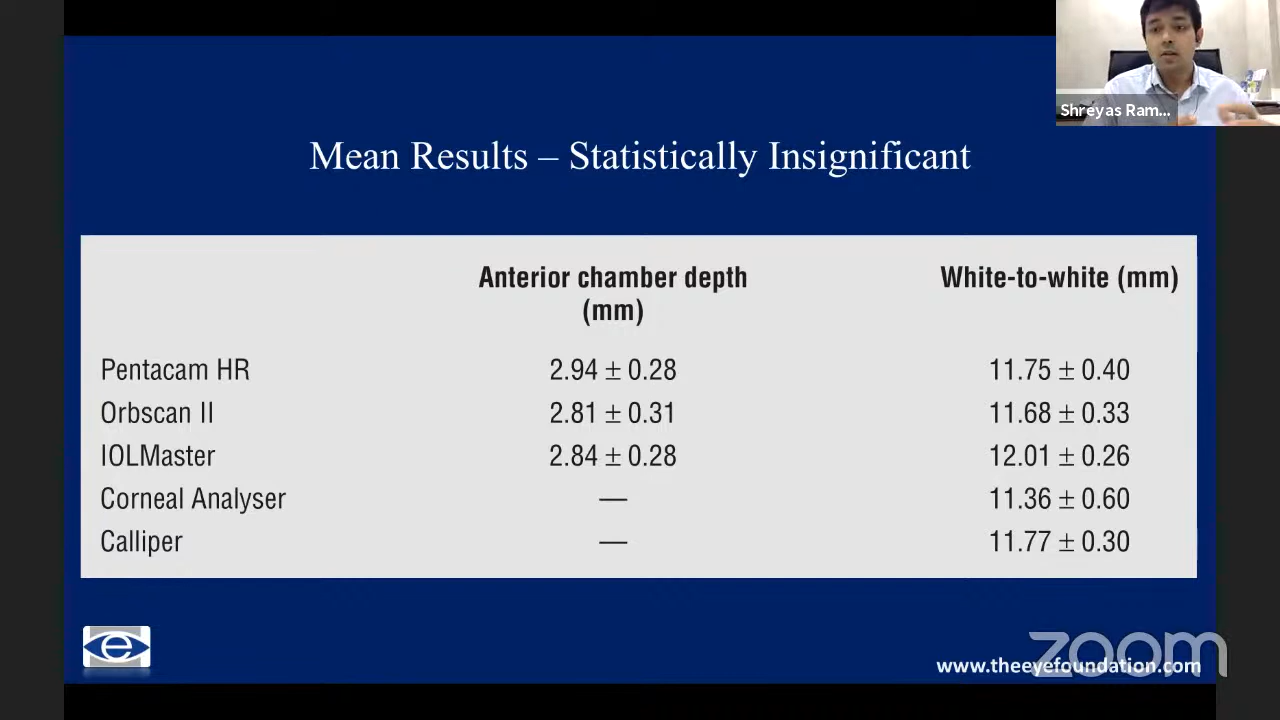 Shreyas Ram...
Mean Results – Statistically Insignificant
Anterior chamber depth (mm) White-to-white (mm)
Pentacam HR 2.94 ± 0.28 11.75 ± 0.40
Orbscan II 2.81 ± 0.31 11.68 ± 0.33
IOLMaster 2.84 ± 0.28 12.01 ± 0.26
Corneal Analyser — 11.36 ± 0.60
Calliper — 11.77 ± 0.30
e
www.theeyefoundation.com
zoom